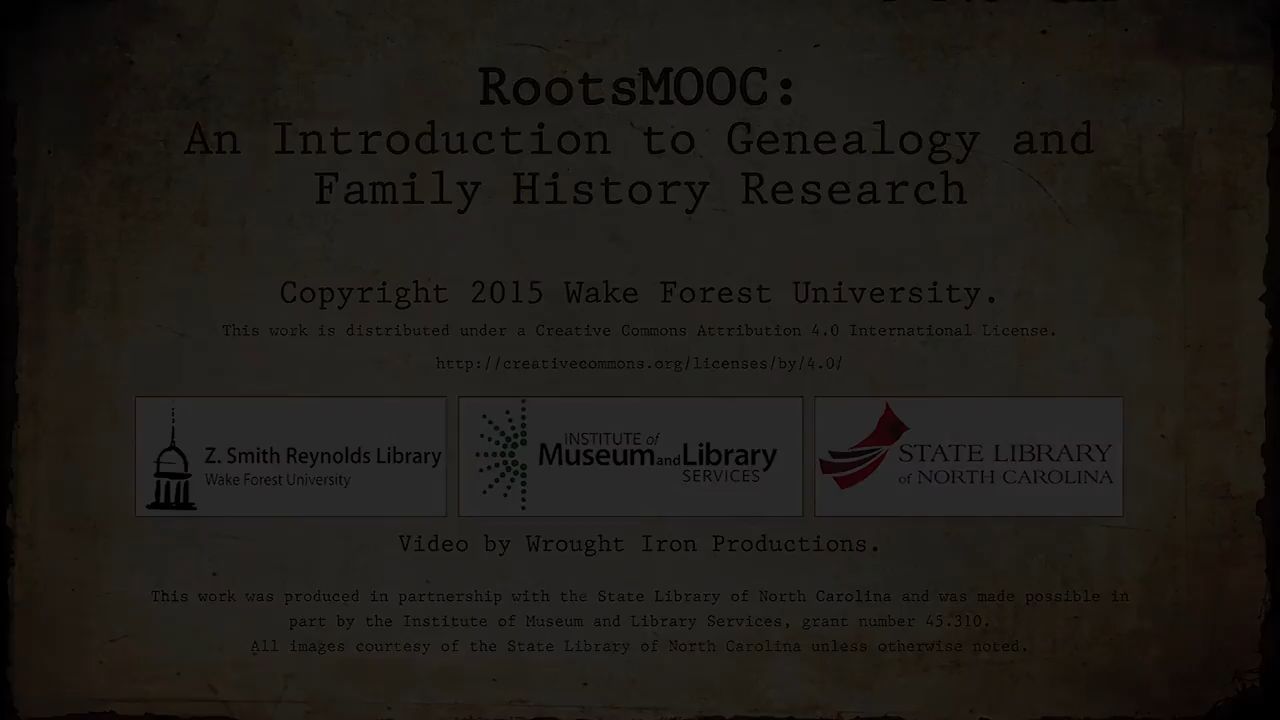 RootsMOOC:
An Introduction to Genealogy and
Family History Research
Copyright 2015 Wake Forest University.
This work is distributed under a Creative Commons Attribution 4.0 International License.
http://creativecommons.org/licenses/by/4.0/
Z. Smith Reynolds Library
Wake Forest University
INSTITUTE of
Museum and Library
SERVICES
STATE LIBRARY
of NORTH CAROLINA
Video by Wrought Iron Productions.
This work was produced in partnership with the State Library of North Carolina and was made possible in
part by the Institute of Museum and Library Services, grant number 45.310.
All images courtesy of the State Library of North Carolina unless otherwise noted.